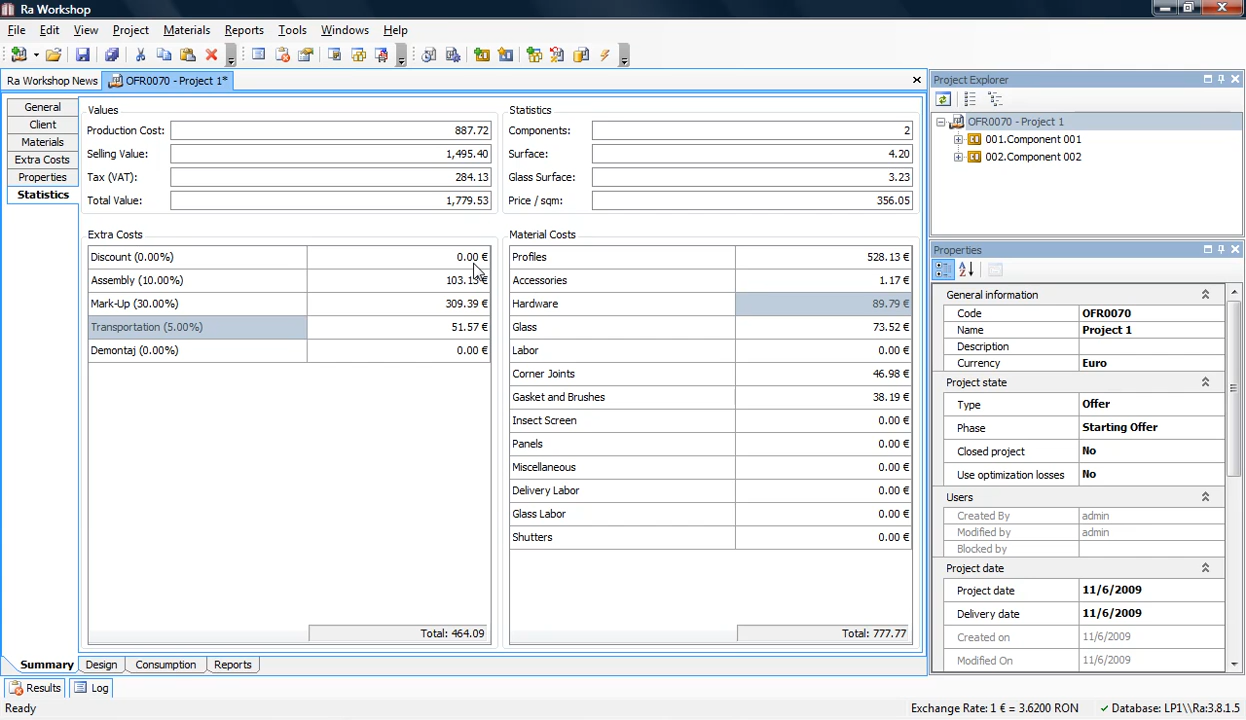 Ra Workshop
File Edit View Project Materials Reports Tools Windows Help
Ra Workshop News OFR0070 - Project 1*
General
Client
Materials
Extra Costs
Properties
Statistics
Values
Production Cost: 887.72
Selling Value: 1,495.40
Tax (VAT): 284.13
Total Value: 1,779.53
Statistics
Components: 2
Surface: 4.20
Glass Surface: 3.23
Price / sqm: 356.05
Extra Costs
Discount (0.00%) 0.00 €
Assembly (10.00%) 103.13 €
Mark-Up (30.00%) 309.39 €
Transportation (5.00%) 51.57 €
Demontaj (0.00%) 0.00 €
Total: 464.09
Material Costs
Profiles 528.13 €
Accessories 1.17 €
Hardware 89.79 €
Glass 73.52 €
Labor 0.00 €
Corner Joints 46.98 €
Gasket and Brushes 38.19 €
Insect Screen 0.00 €
Panels 0.00 €
Miscellaneous 0.00 €
Delivery Labor 0.00 €
Glass Labor 0.00 €
Shutters 0.00 €
Total: 777.77
Summary Design Consumption Reports
Project Explorer
OFR0070 - Project 1
001.Component 001
002.Component 002
Properties
General information
Code OFR0070
Name Project 1
Description
Currency Euro
Project state
Type Offer
Phase Starting Offer
Closed project No
Use optimization losses No
Users
Created By admin
Modified by admin
Blocked by
Project date
Project date 11/6/2009
Delivery date 11/6/2009
Created on 11/6/2009
Modified On 11/6/2009
Results Log
Ready Exchange Rate: 1 € = 3.6200 RON Database: LP1\\Ra:3.8.1.5